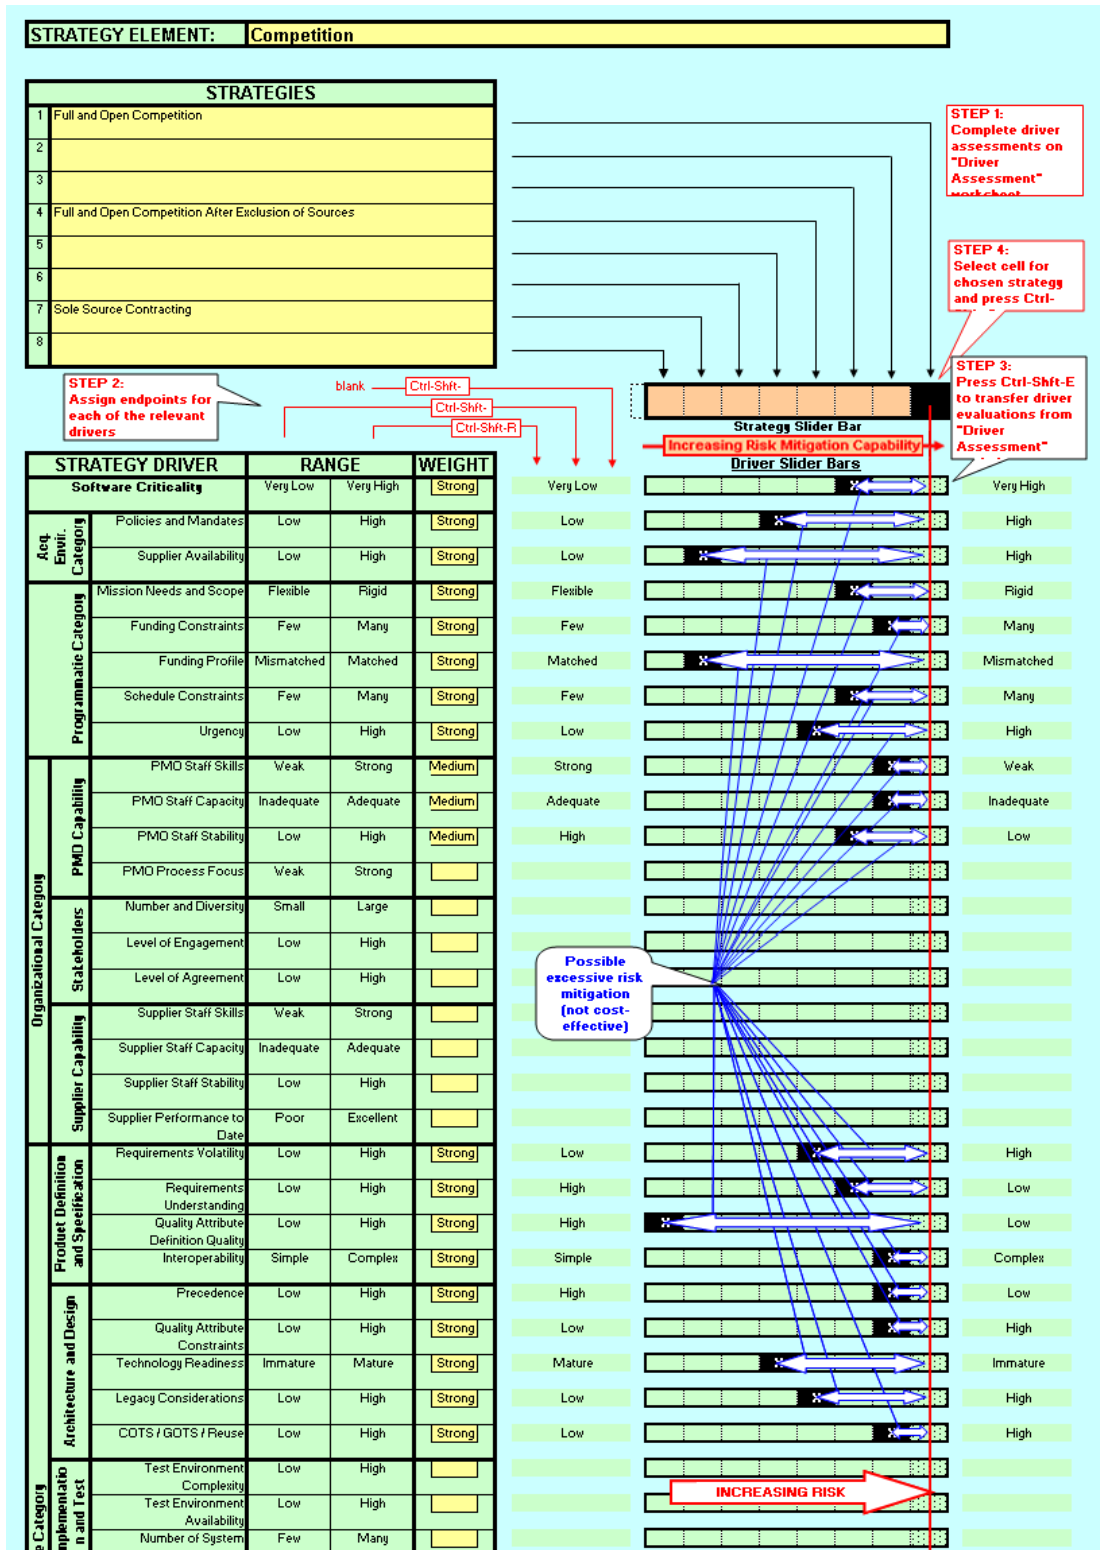 STRATEGY ELEMENT: Competition
STRATEGIES
1 Full and Open Competition
2
3
4 Full and Open Competition After Exclusion of Sources
5
6
7 Sole Source Contracting
8
STEP 1:
Complete driver
assessments on
"Driver
Assessment"
worksheet
STEP 4:
Select cell for
chosen strategy
and press Ctrl-
STEP 2:
Assign endpoints for
each of the relevant
drivers
blank Ctrl-Shft-
Ctrl-Shft-
Ctrl-Shft-R
STEP 3:
Press Ctrl-Shft-E
to transfer driver
evaluations from
"Driver
Assessment"
Strategy Slider Bar
Increasing Risk Mitigation Capability
Driver Slider Bars
STRATEGY DRIVER RANGE WEIGHT
Software Criticality Very Low Very High Strong Very Low x Very High
Acq.
Envir.
Category
Policies and Mandates Low High Strong Low x High
Supplier Availability Low High Strong Low x High
Programmatic Category
Mission Needs and Scope Flexible Rigid Strong Flexible x Rigid
Funding Constraints Few Many Strong Few x Many
Funding Profile Mismatched Matched Strong Matched x Mismatched
Schedule Constraints Few Many Strong Few x Many
Urgency Low High Strong Low x High
Organizational Category
PMO Capability
PMO Staff Skills Weak Strong Medium Strong x Weak
PMO Staff Capacity Inadequate Adequate Medium Adequate x Inadequate
PMO Staff Stability Low High Medium High x Low
PMO Process Focus Weak Strong
Stakeholders
Number and Diversity Small Large
Level of Engagement Low High
Level of Agreement Low High
Possible
excessive risk
mitigation
(not cost-
effective)
Supplier Capability
Supplier Staff Skills Weak Strong
Supplier Staff Capacity Inadequate Adequate
Supplier Staff Stability Low High
Supplier Performance to
Date Poor Excellent
e Category
Product Definition
and Specification
Requirements Volatility Low High Strong Low x High
Requirements
Understanding Low High Strong High x Low
Quality Attribute
Definition Quality Low High Strong High x Low
Interoperability Simple Complex Strong Simple x Complex
Architecture and Design
Precedence Low High Strong High x Low
Quality Attribute
Constraints Low High Strong Low x High
Technology Readiness Immature Mature Strong Mature x Immature
Legacy Considerations Low High Strong Low x High
COTS / GOTS / Reuse Low High Strong Low x High
mplementatio
n and Test
Test Environment
Complexity Low High
INCREASING RISK
Test Environment
Availability Low High
Number of System Few Many